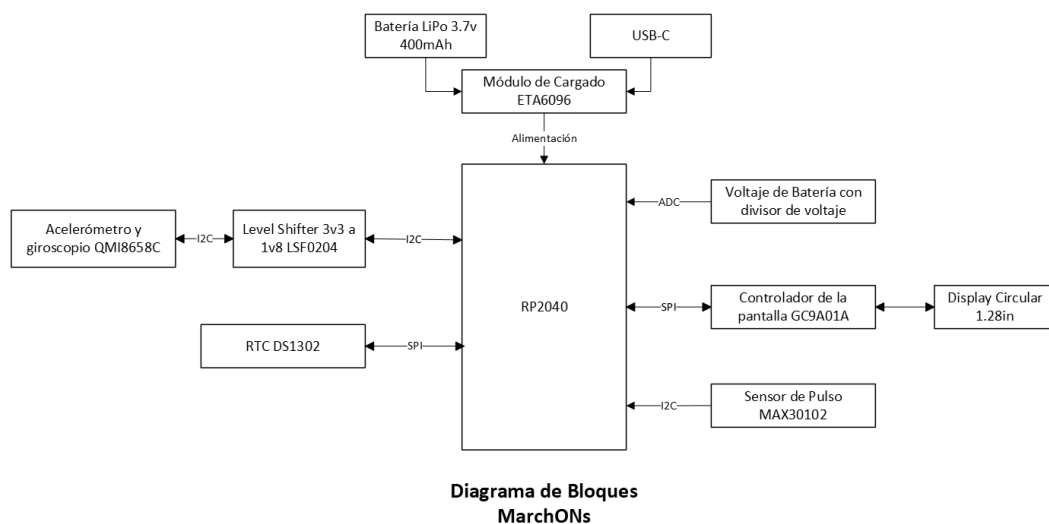 Batería LiPo 3.7v
400mAh
USB-C
Módulo de Cargado
ETA6096
Alimentación
Acelerómetro y
giroscopio QMI8658C
I2C
Level Shifter 3v3 a
1v8 LSF0204
I2C
RTC DS1302
SPI
RP2040
ADC
Voltaje de Batería con
divisor de voltaje
SPI
Controlador de la
pantalla GC9A01A
Display Circular
1.28in
I2C
Sensor de Pulso
MAX30102
Diagrama de Bloques
MarchONs